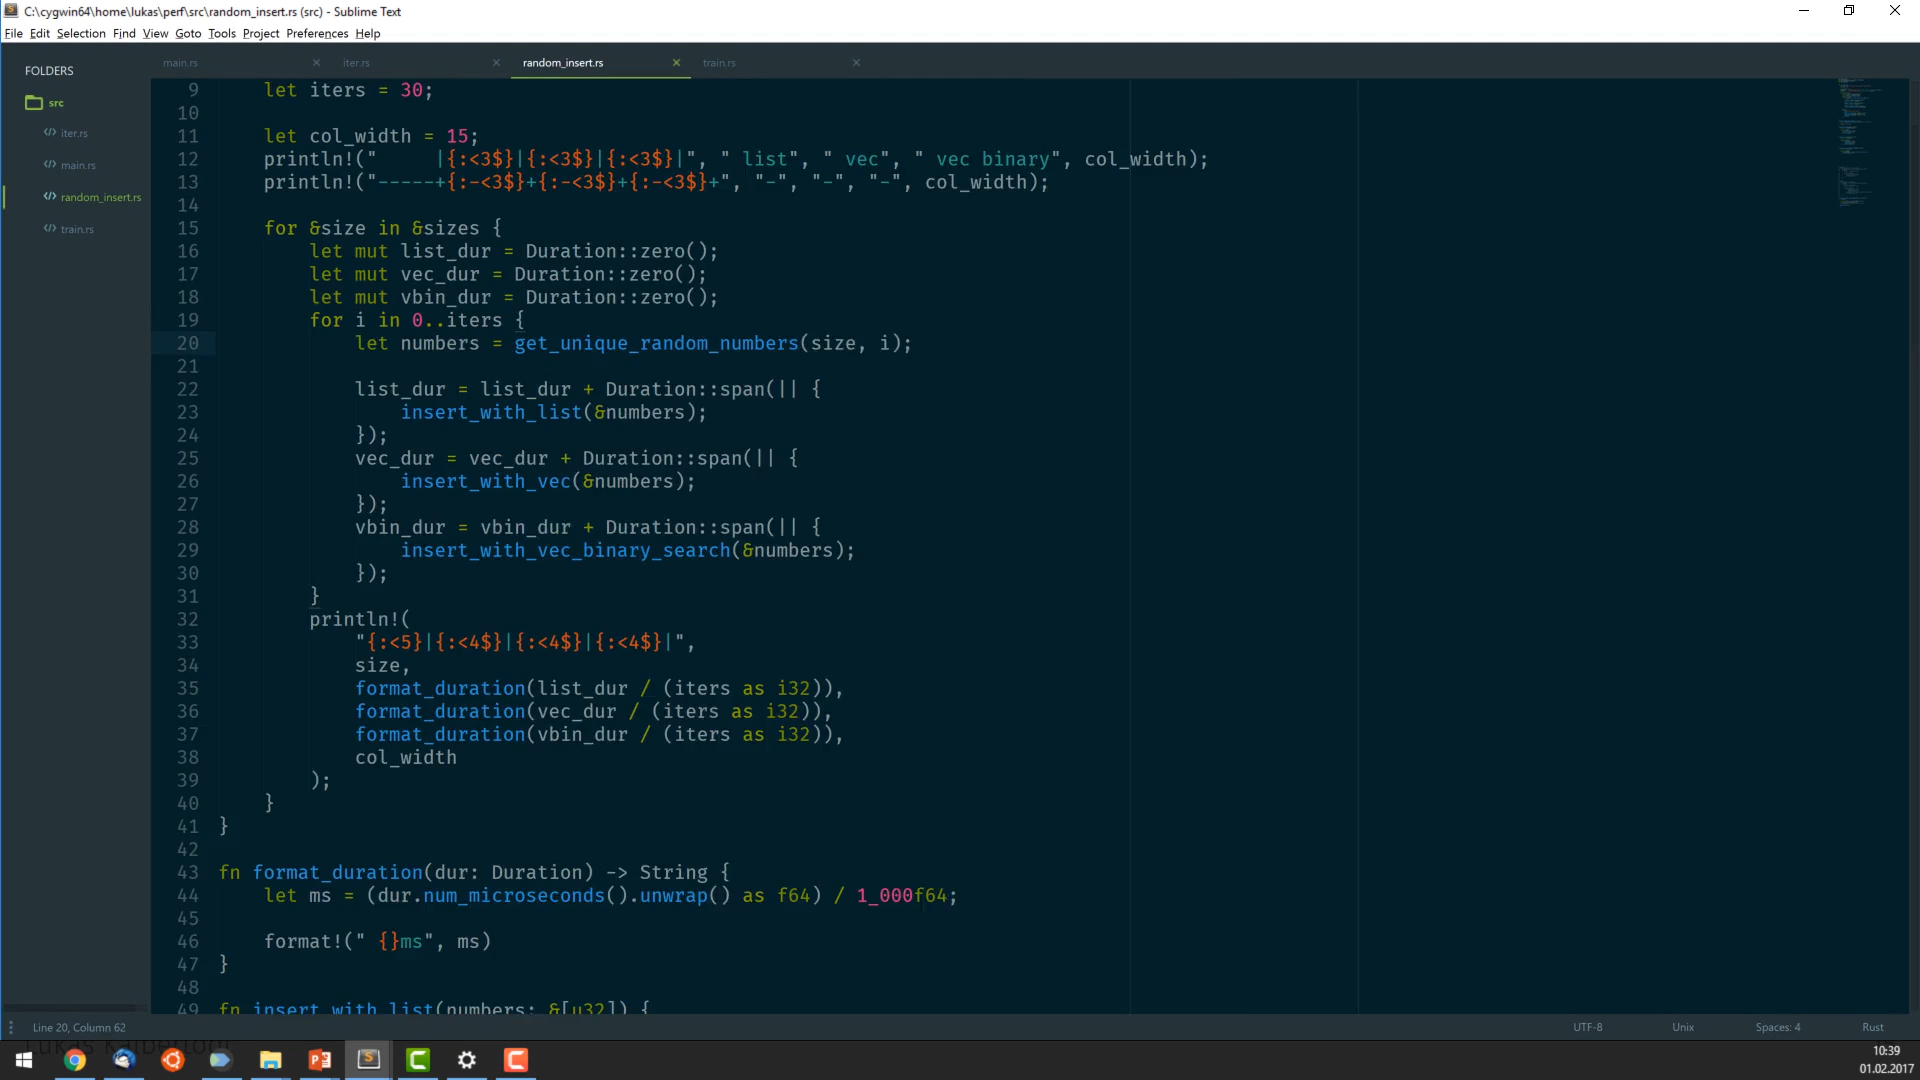 C:\cygwin64\home\lukas\perf\src\random_insert.rs (src) - Sublime Text
File Edit Selection Find View Goto Tools Project Preferences Help
FOLDERS
src
iter.rs
main.rs
random_insert.rs
train.rs
main.rs × iter.rs × random_insert.rs × train.rs ×
9 let iters = 30;
10
11 let col_width = 15;
12 println!("     |{:<3$}|{:<3$}|{:<3$}|", " list", " vec", " vec binary", col_width);
13 println!("-----+{:-<3$}+{:-<3$}+{:-<3$}+", "-", "-", "-", col_width);
14
15 for &size in &sizes {
16 let mut list_dur = Duration::zero();
17 let mut vec_dur = Duration::zero();
18 let mut vbin_dur = Duration::zero();
19 for i in 0..iters {
20 let numbers = get_unique_random_numbers(size, i);
21
22 list_dur = list_dur + Duration::span(|| {
23 insert_with_list(&numbers);
24 });
25 vec_dur = vec_dur + Duration::span(|| {
26 insert_with_vec(&numbers);
27 });
28 vbin_dur = vbin_dur + Duration::span(|| {
29 insert_with_vec_binary_search(&numbers);
30 });
31 }
32 println!(
33 "{:<5}|{:<4$}|{:<4$}|{:<4$}|",
34 size,
35 format_duration(list_dur / (iters as i32)),
36 format_duration(vec_dur / (iters as i32)),
37 format_duration(vbin_dur / (iters as i32)),
38 col_width
39 );
40 }
41 }
42
43 fn format_duration(dur: Duration) -> String {
44 let ms = (dur.num_microseconds().unwrap() as f64) / 1_000f64;
45
46 format!(" {}ms", ms)
47 }
48
49 fn insert_with_list(numbers: &[u32]) {
Line 20, Column 62 UTF-8 Unix Spaces: 4 Rust
10:39
01.02.2017